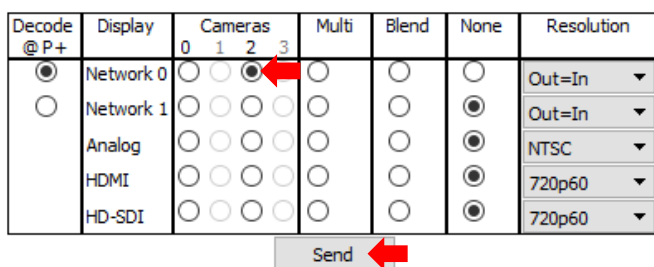 Decode Display Cameras Multi Blend None Resolution
@ P+ 0 1 2 3
Network 0 Out=In
Network 1 Out=In
Analog NTSC
HDMI 720p60
HD-SDI 720p60
Send